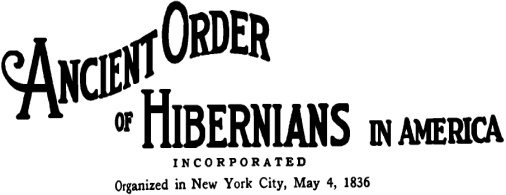 ANCIENT ORDER
OF HIBERNIANS IN AMERICA
INCORPORATED
Organized in New York City, May 4, 1836